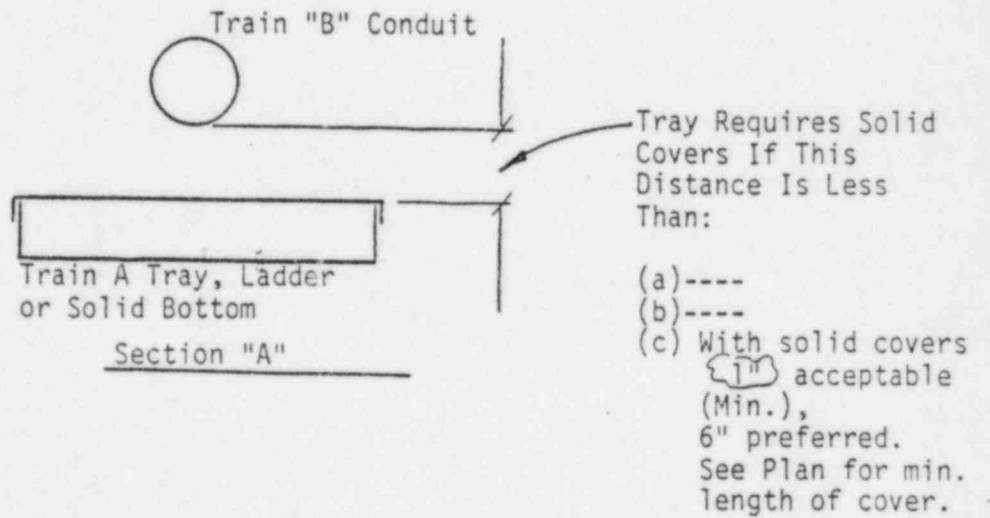 Train "B" Conduit
Tray Requires Solid
Covers If This
Distance Is Less
Than:
Train A Tray, Ladder
or Solid Bottom
Section "A"
(a)----
(b)----
(c) With solid covers
1" acceptable
(Min.),
6" preferred.
See Plan for min.
length of cover.